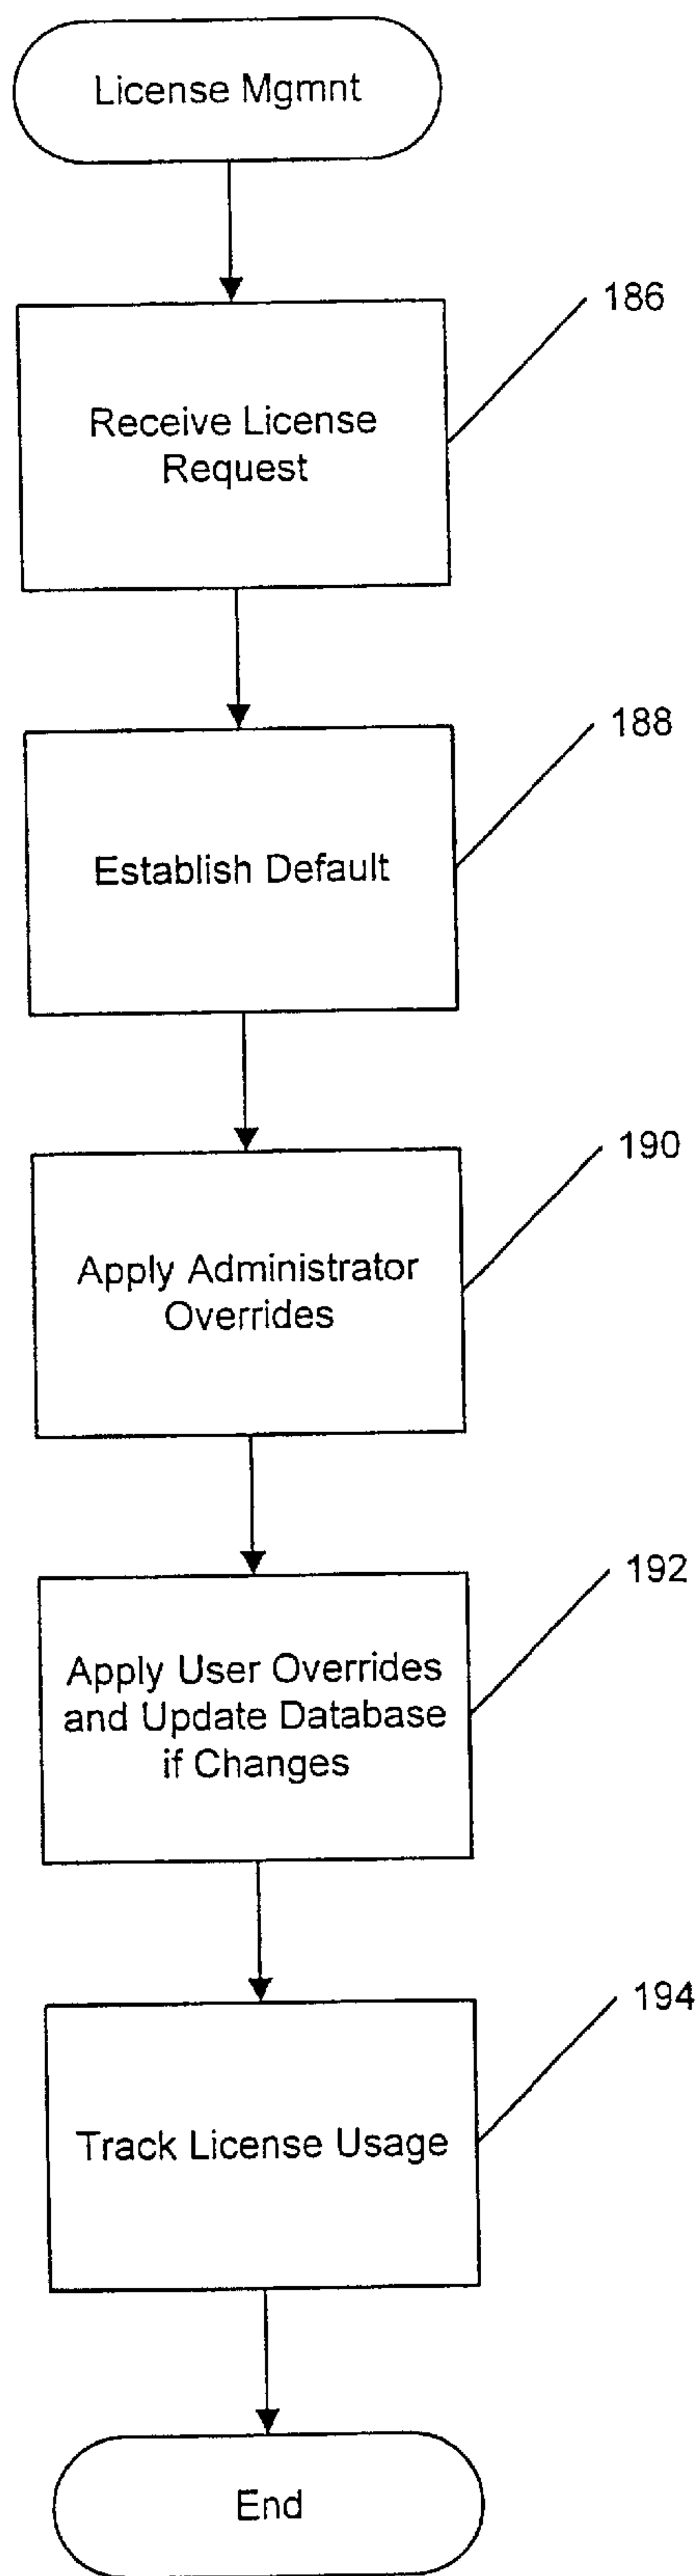 License Mgmnt
186
Receive License
Request
188
Establish Default
190
Apply Administrator
Overrides
192
Apply User Overrides
and Update Database
if Changes
194
Track License Usage
End